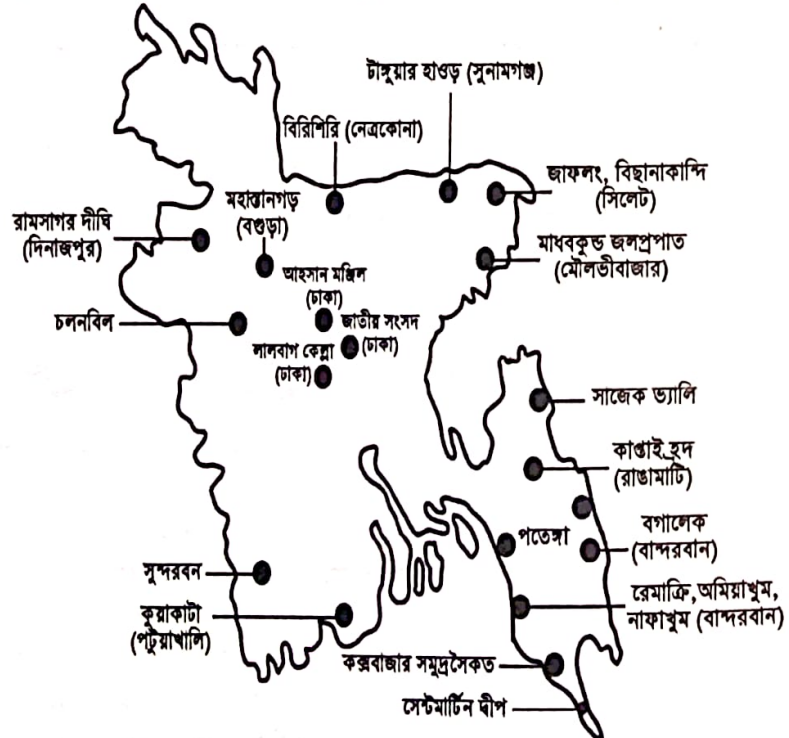 টাঙ্গুয়ার হাওড় (সুনামগঞ্জ)
বিরিশিরি (নেত্রকোনা)
জাফলং, বিছানাকান্দি
(সিলেট)
মহাস্তানগড়
(বগুড়া)
রামসাগর দীঘি
(দিনাজপুর)
মাধবকুন্ড জলপ্রপাত
(মৌলভীবাজার)
আহসান মঞ্জিল
(ঢাকা)
চলনবিল
জাতীয় সংসদ
(ঢাকা)
লালবাগ কেল্লা
(ঢাকা)
সাজেক ভ্যালি
কাপ্তাই হ্রদ
(রাঙামাটি)
পতেঙ্গা
বগালেক
(বান্দরবান)
সুন্দরবন
রেমাক্রি,অমিয়াখুম,
নাফাখুম (বান্দরবান)
কুয়াকাটা
(পটুয়াখালি)
কক্সবাজার সমুদ্রসৈকত
সেন্টমার্টিন দ্বীপ